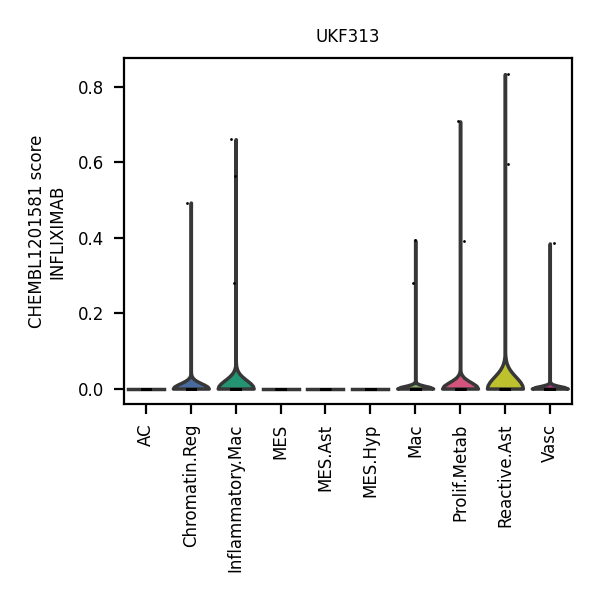 UKF313
CHEMBL1201581 score
INFLIXIMAB
0.8
0.6
0.4
0.2
0.0
AC
Chromatin.Reg
Inflammatory.Mac
MES
MES.Ast
MES.Hyp
Mac
Prolif.Metab
Reactive.Ast
Vasc